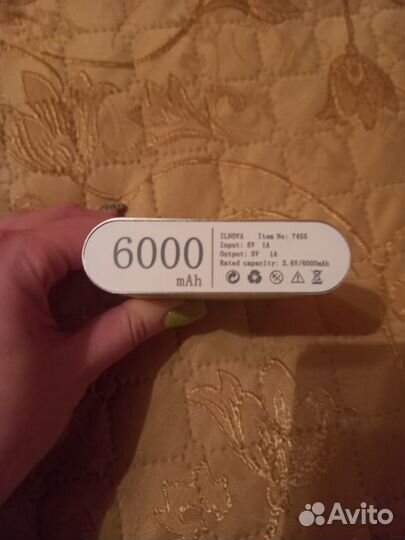 6000
mAh
ILNOVA Item No: 7455
Input: 5V 1A
Output: 5V 1A
Rated capacity: 3.6V/6000mAh
Avito